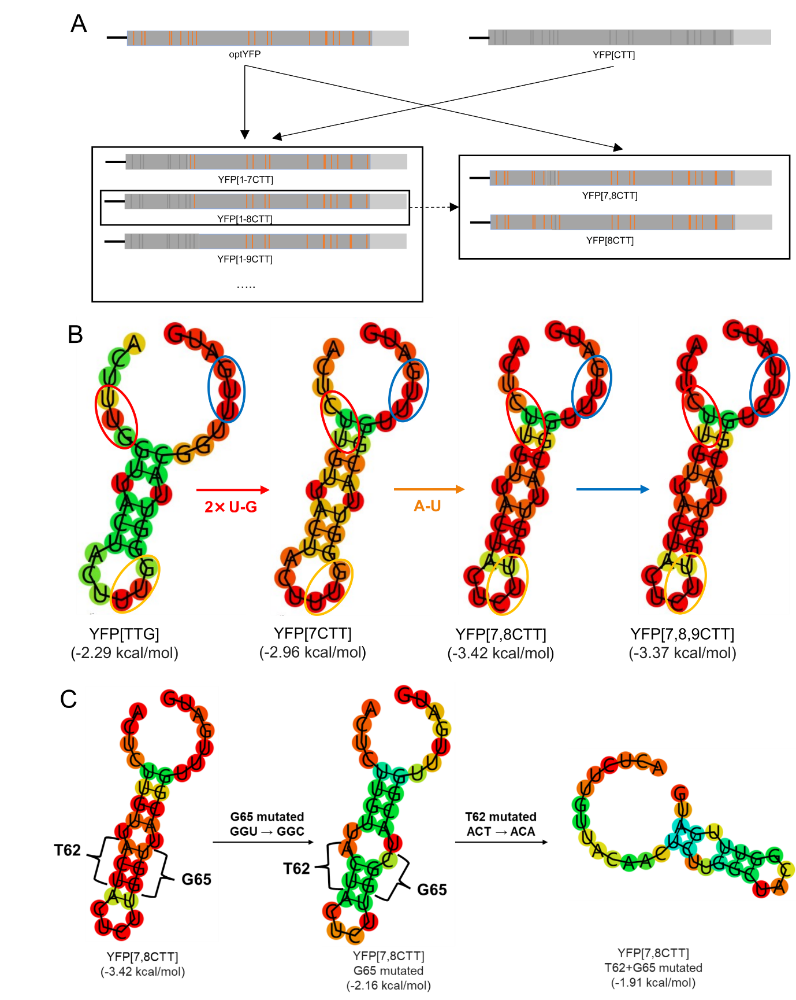 A
optYFP
YFP[CTT]
YFP[1-7CTT]
YFP[1-8CTT]
YFP[1-9CTT]
.....
YFP[7,8CTT]
YFP[8CTT]
B
2× U-G
A-U
YFP[TTG]
(-2.29 kcal/mol)
YFP[7CTT]
(-2.96 kcal/mol)
YFP[7,8CTT]
(-3.42 kcal/mol)
YFP[7,8,9CTT]
(-3.37 kcal/mol)
C
T62
G65
G65 mutated
GGU → GGC
T62
G65
T62 mutated
ACT → ACA
YFP[7,8CTT]
(-3.42 kcal/mol)
YFP[7,8CTT]
G65 mutated
(-2.16 kcal/mol)
YFP[7,8CTT]
T62+G65 mutated
(-1.91 kcal/mol)